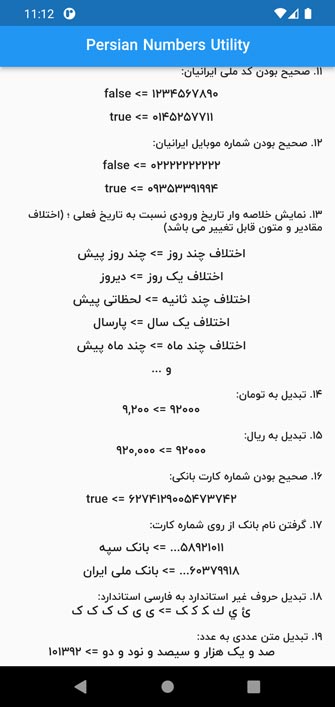 11:12
Persian Numbers Utility
۱۱. صحیح بودن کد ملی ایرانیان:
۱۲۳۴۵۶۷۸۹۰ => false
۰۱۴۵۲۵۷۷۱۱ => true
۱۲. صحیح بودن شماره موبایل ایرانیان:
۰۲۲۲۲۲۲۲۲۲۲ => false
۰۹۳۵۳۳۹۱۹۹۴ => true
۱۳. نمایش خلاصه وار تاریخ ورودی نسبت به تاریخ فعلی ؛ (اختلاف
مقادیر و متون قابل تغییر می باشد)
اختلاف چند روز => چند روز پیش
اختلاف یک روز => دیروز
اختلاف چند ثانیه => لحظاتی پیش
اختلاف یک سال => پارسال
اختلاف چند ماه => چند ماه پیش
و ...
۱۴. تبدیل به تومان:
۹۲۰۰۰ => ۹,۲۰۰
۱۵. تبدیل به ریال:
۹۲۰۰۰ => ۹۲۰,۰۰۰
۱۶. صحیح بودن شماره کارت بانکی:
۶۲۷۴۱۲۹۰۰۵۴۷۳۷۴۲ => true
۱۷. گرفتن نام بانک از روی شماره کارت:
۵۸۹۲۱۰۱۱... => بانک سپه
۶۰۳۷۹۹۱۸... => بانک ملی ایران
۱۸. تبدیل حروف غیر استاندارد به فارسی استاندارد:
ئ ي ك ﮑ ﮐ ﮏ => ی ی ک ک ک ک
۱۹. تبدیل متن عددی به عدد:
صد و یک هزار و سیصد و نود و دو => ۱۰۱۳۹۲